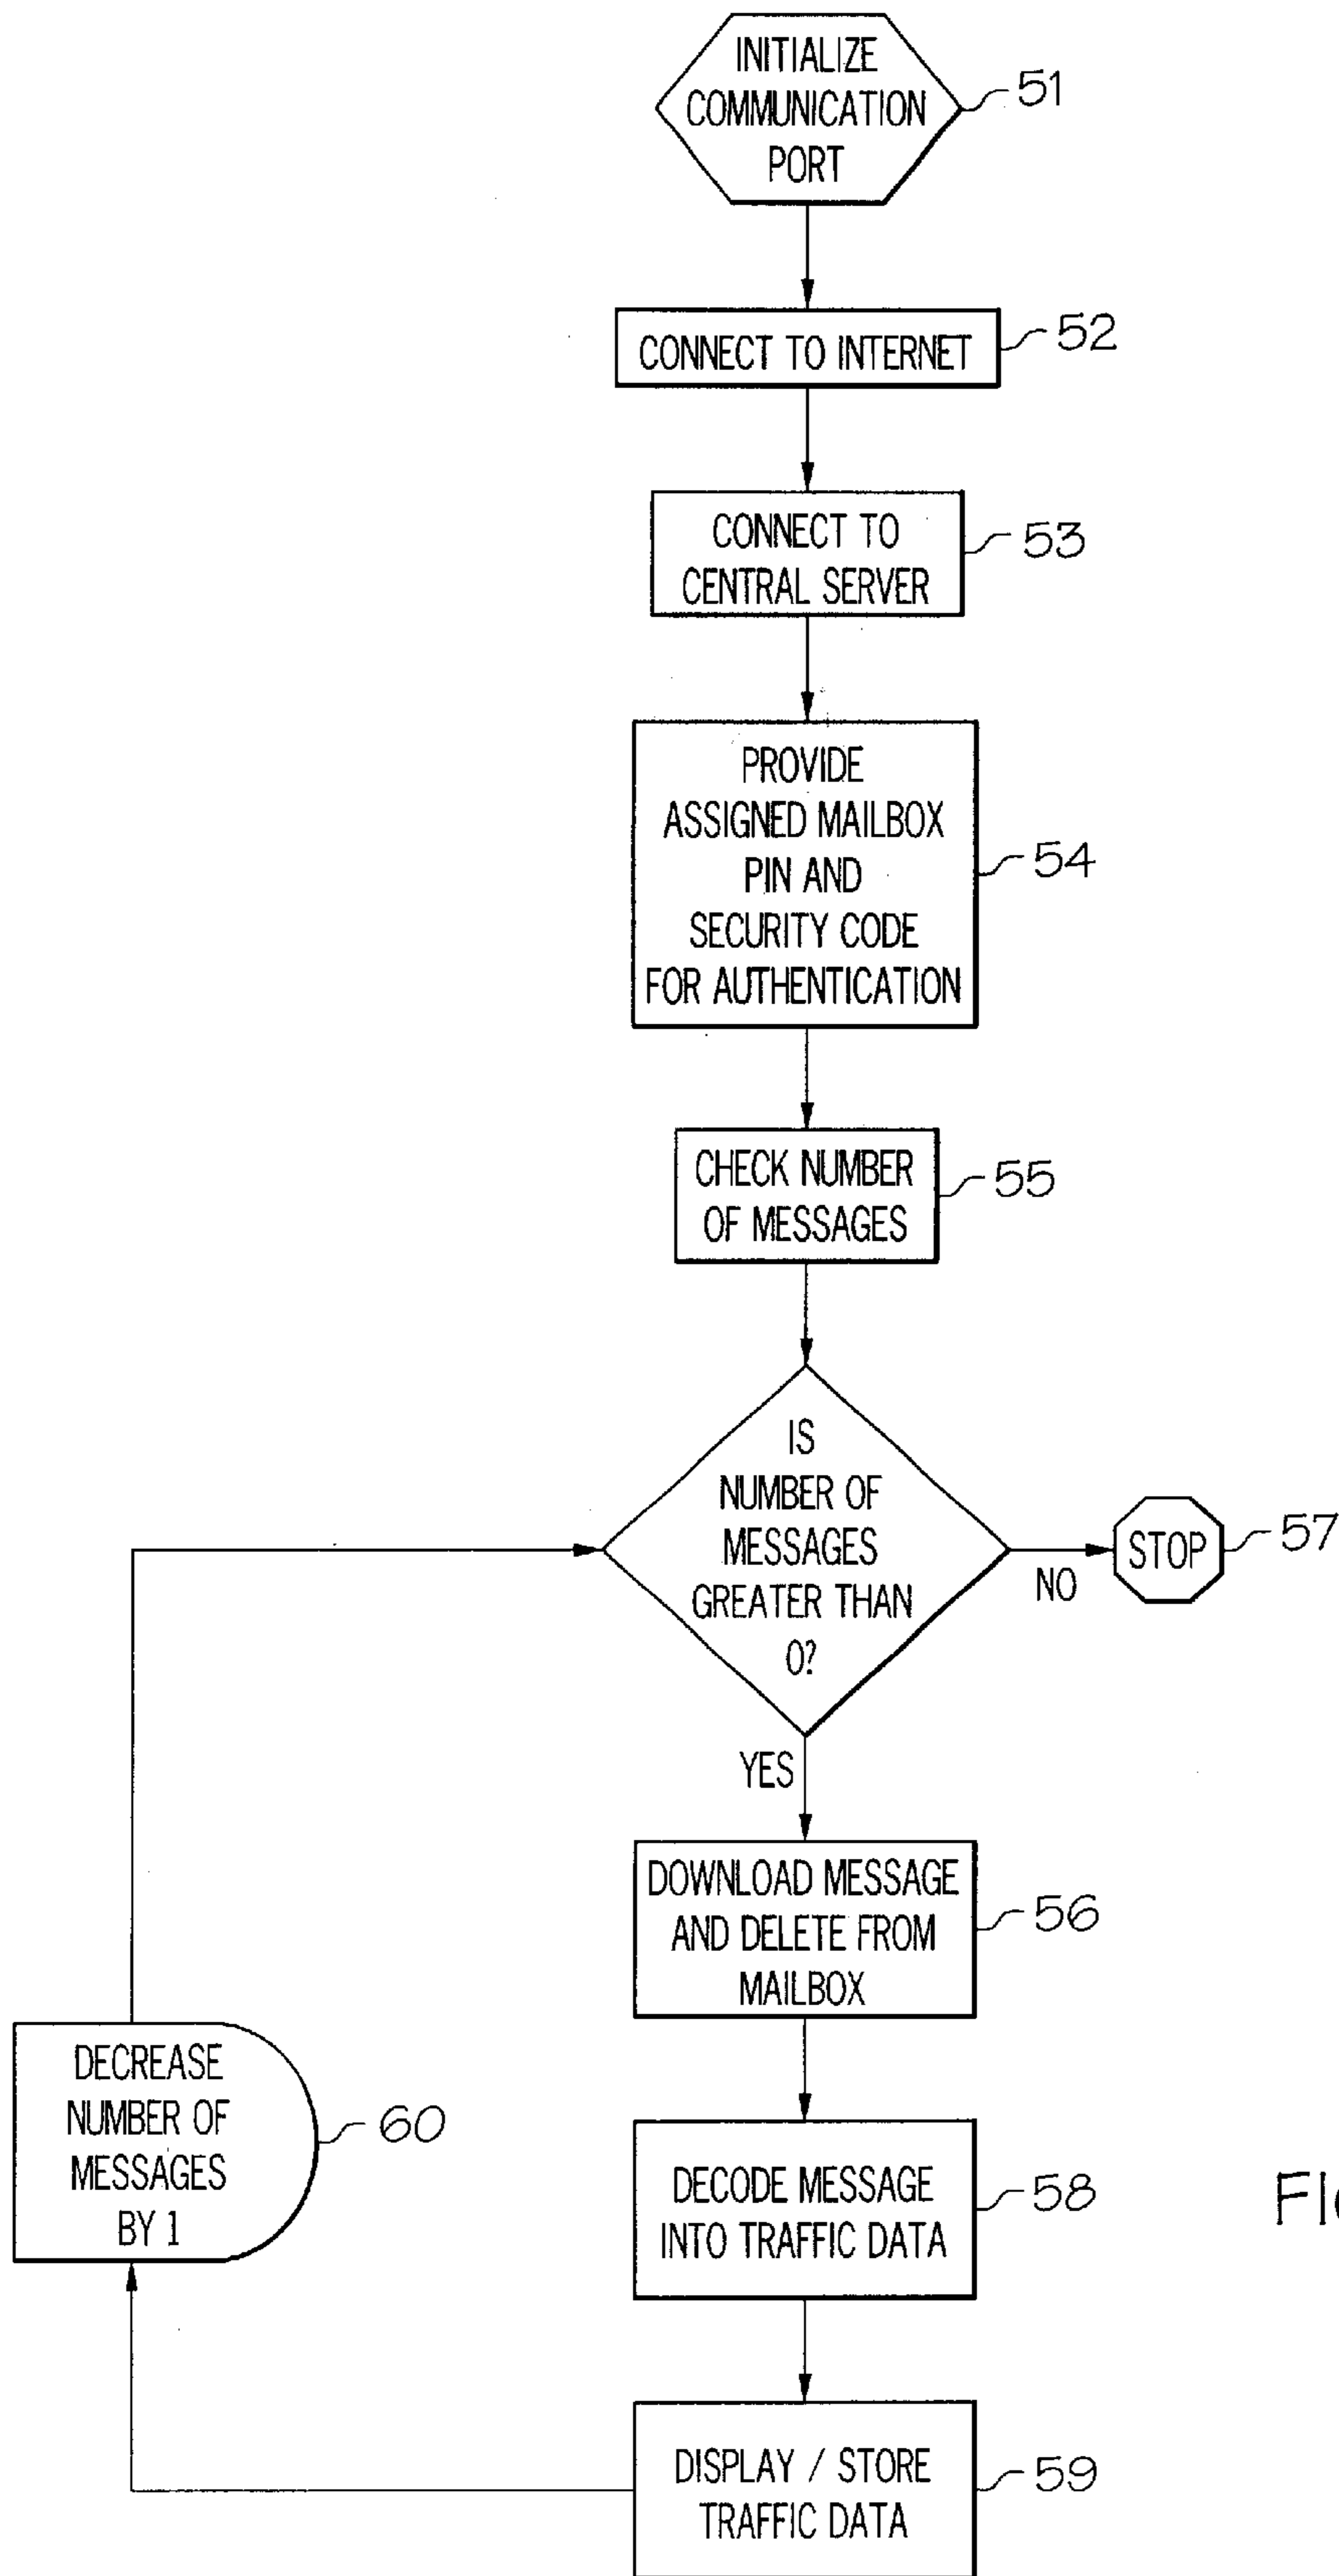 INITIALIZE
COMMUNICATION
PORT
51
CONNECT TO INTERNET
52
CONNECT TO
CENTRAL SERVER
53
PROVIDE
ASSIGNED MAILBOX
PIN AND
SECURITY CODE
FOR AUTHENTICATION
54
CHECK NUMBER
OF MESSAGES
55
IS
NUMBER OF
MESSAGES
GREATER THAN
0?
NO
STOP
57
YES
DOWNLOAD MESSAGE
AND DELETE FROM
MAILBOX
56
DECREASE
NUMBER OF
MESSAGES
BY 1
60
DECODE MESSAGE
INTO TRAFFIC DATA
58
DISPLAY / STORE
TRAFFIC DATA
59